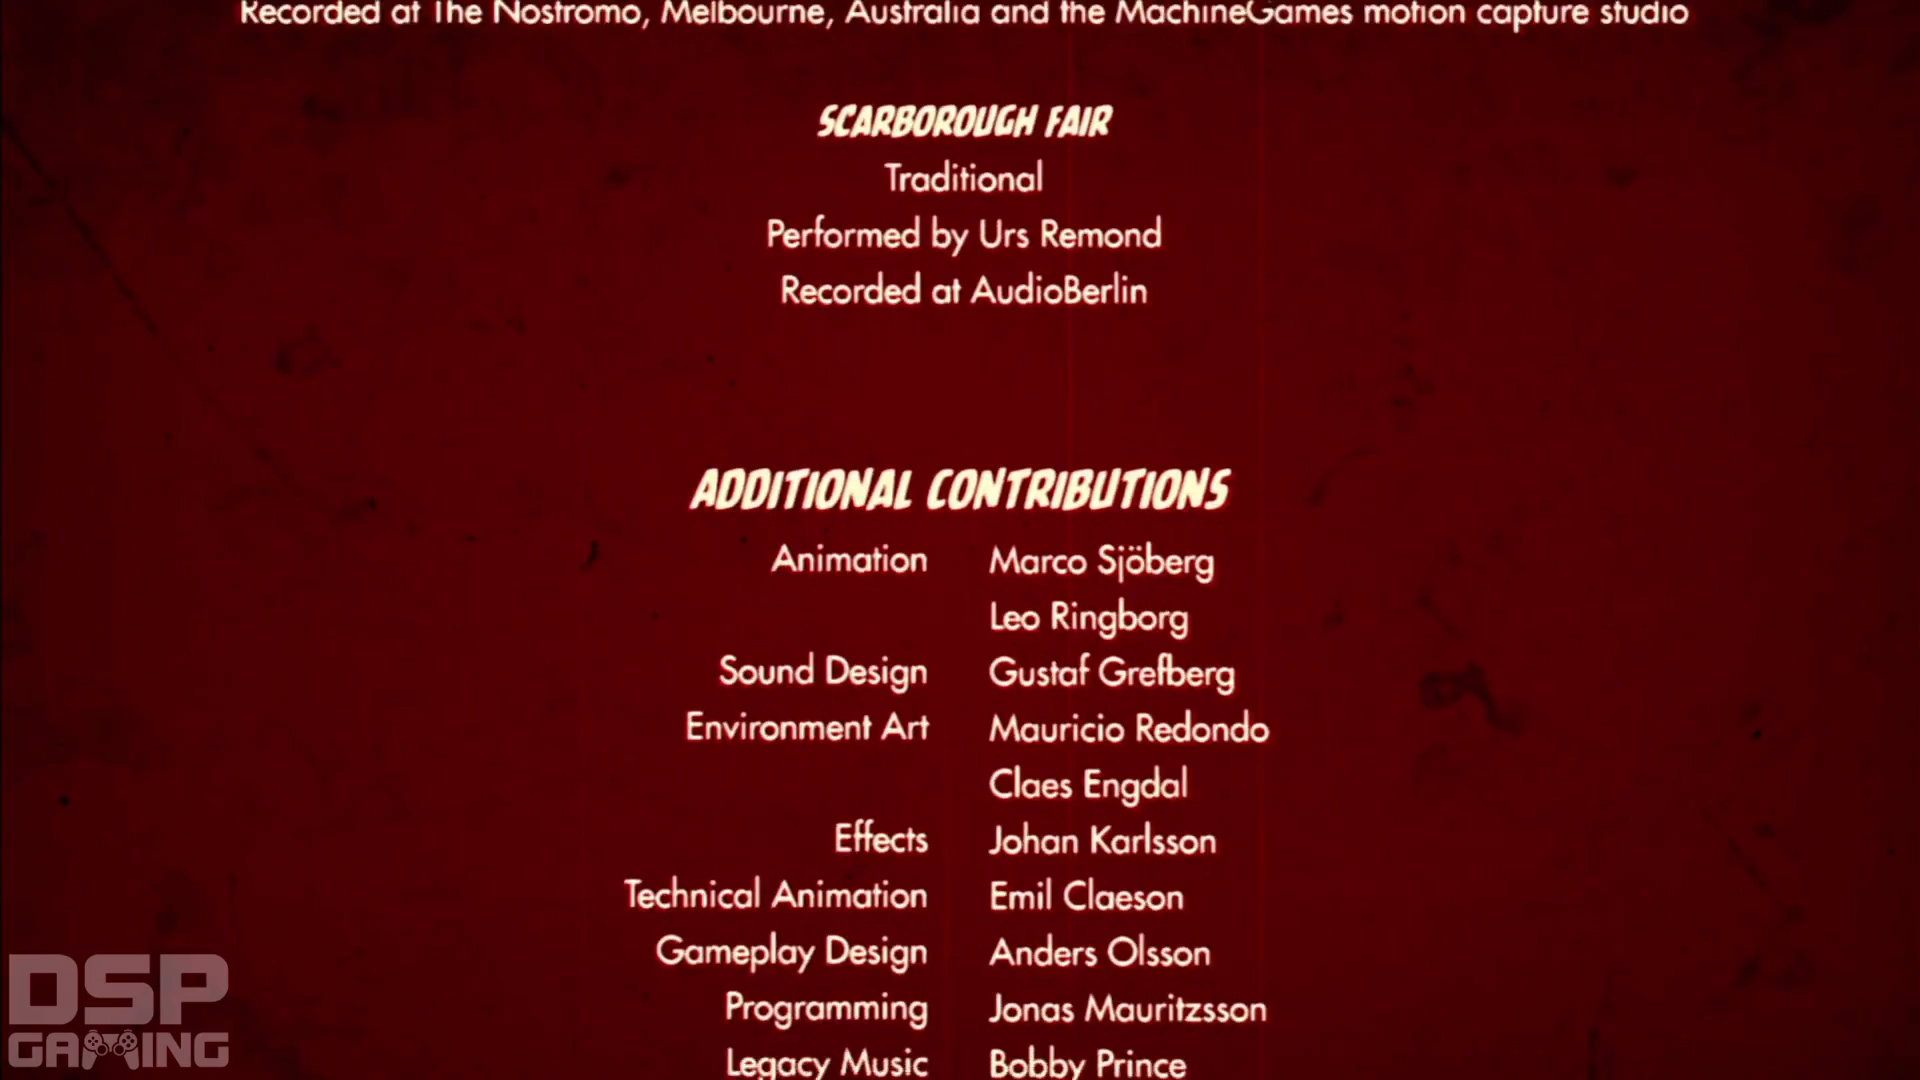 Recorded at The Nostromo, Melbourne, Australia and the MachineGames motion capture studio
SCARBOROUGH FAIR
Traditional
Performed by Urs Remond
Recorded at AudioBerlin
ADDITIONAL CONTRIBUTIONS
Animation Marco Sjöberg
Leo Ringborg
Sound Design Gustaf Grefberg
Environment Art Mauricio Redondo
Claes Engdal
Effects Johan Karlsson
Technical Animation Emil Claeson
Gameplay Design Anders Olsson
Programming Jonas Mauritzsson
Legacy Music Bobby Prince
DSP
GAMING